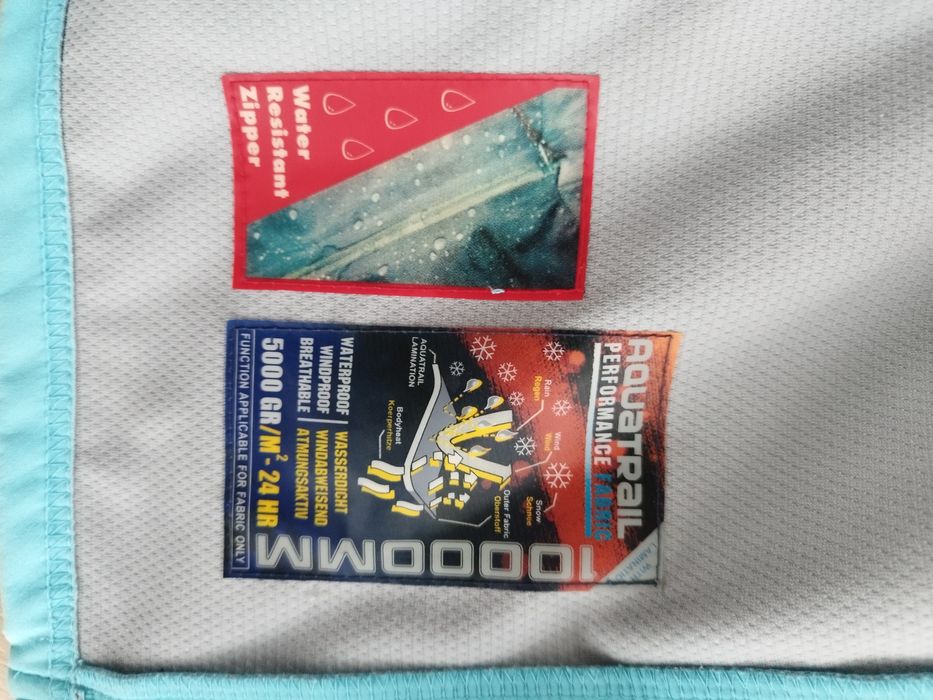 Water
Resistant
Zipper
AQUATRAIL
PERFORMANCE FABRIC
Rain
Regen
Wind
Wind
Snow
Schnee
AQUATRAIL
LAMINATION
Outer Fabric
Oberstoff
Bodyheat
Koerperhitze
10000MM
WATERPROOF | WASSERDICHT
WINDPROOF | WINDABWEISEND
BREATHABLE | ATMUNGSAKTIV
5000 GR/M²- 24 HR
FUNCTION APPLICABLE FOR FABRIC ONLY